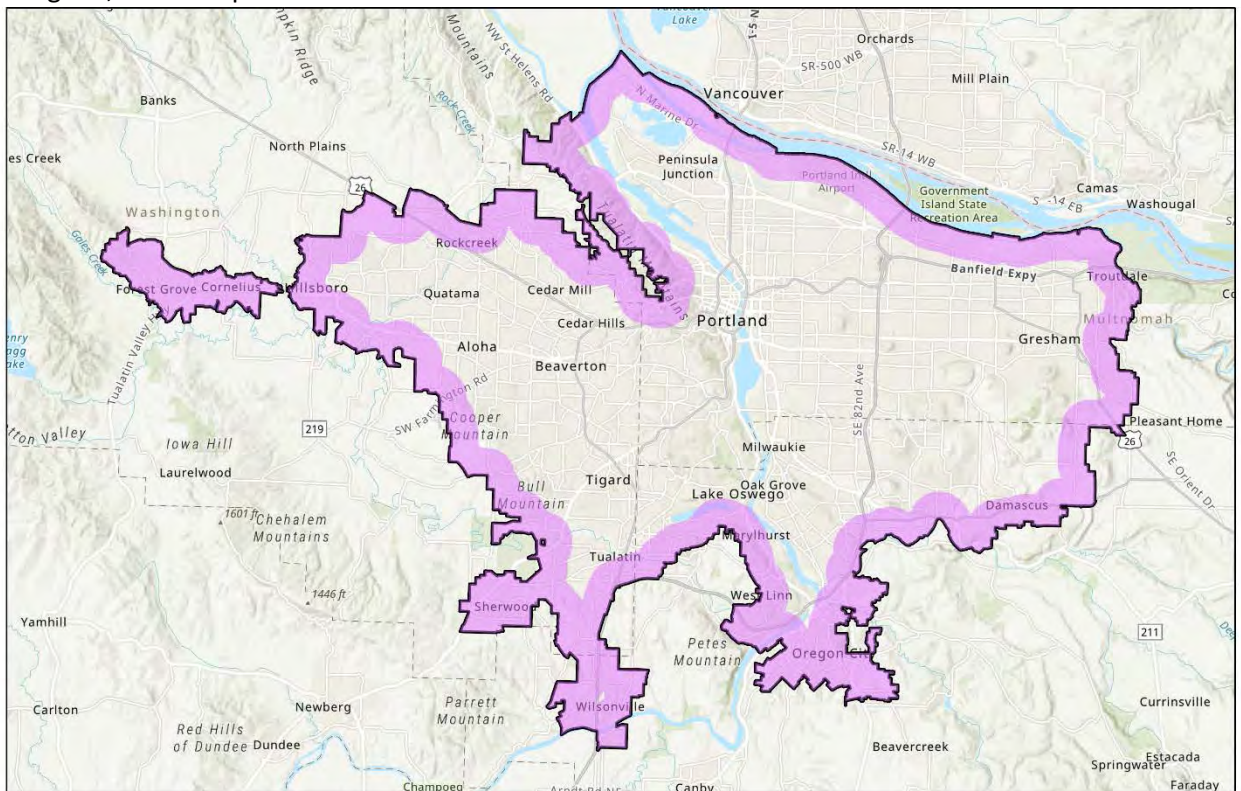 Orchards
SR-500 WB
Mill Plain
I-5 N
NW St Helens Rd
Mountains
Vancouver
N Marine Dr
Banks
Rock Creek
North Plains
Peninsula
Junction
SR-14 WB
Portland Intl
Airport
Government
Island State
Recreation Area
Camas
Washougal
26
Washington
Gales Creek
Rockcreek
Banfield Expy
Troutdale
Multnomah
Forest Grove
Cornelius
Hillsboro
Quatama
Cedar Mill
Cedar Hills
Portland
Gresham
Aloha
Beaverton
SE 82nd Ave
SW Farmington Rd
Cooper
Mountain
219
Iowa Hill
Laurelwood
Pleasant Home
26
SE Orient Dr
Milwaukie
Tigard
Oak Grove
Lake Oswego
Bull
Mountain
1601 ft
Chehalem
Mountains
Damascus
Marylhurst
Tualatin
1446 ft
Sherwood
West Linn
Yamhill
Petes
Mountain
Oregon City
211
Carlton
Newberg
Parrett
Mountain
Wilsonville
Currinsville
Red Hills
of Dundee
Dundee
Beavercreek
Estacada
Springwater
Faraday
Champoeg
Canby